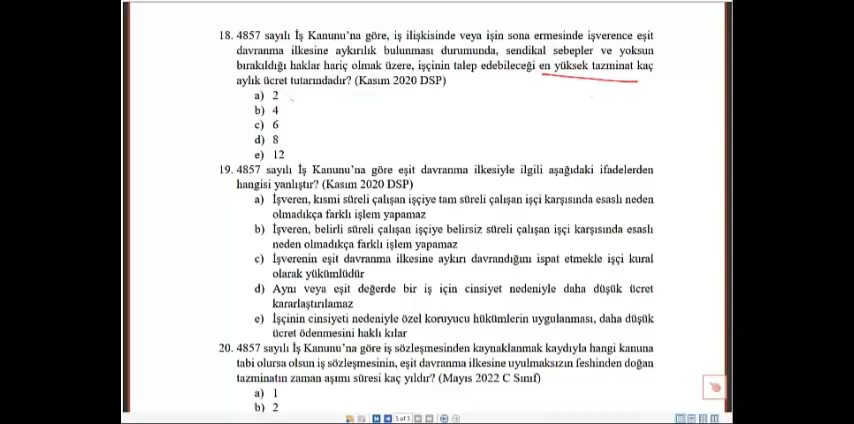 18. 4857 sayılı İş Kanunu’na göre, iş ilişkisinde veya işin sona ermesinde işverence eşit
davranma ilkesine aykırılık bulunması durumunda, sendikal sebepler ve yoksun
bırakıldığı haklar hariç olmak üzere, işçinin talep edebileceği en yüksek tazminat kaç
aylık ücret tutarındadır? (Kasım 2020 DSP)
a) 2
b) 4
c) 6
d) 8
e) 12
19. 4857 sayılı İş Kanunu’na göre eşit davranma ilkesiyle ilgili aşağıdaki ifadelerden
hangisi yanlıştır? (Kasım 2020 DSP)
a) İşveren, kısmi süreli çalışan işçiye tam süreli çalışan işçi karşısında esaslı neden
olmadıkça farklı işlem yapamaz
b) İşveren, belirli süreli çalışan işçiye belirsiz süreli çalışan işçi karşısında esaslı
neden olmadıkça farklı işlem yapamaz
c) İşverenin eşit davranma ilkesine aykırı davrandığını ispat etmekle işçi kural
olarak yükümlüdür
d) Aynı veya eşit değerde bir iş için cinsiyet nedeniyle daha düşük ücret
kararlaştırılamaz
e) İşçinin cinsiyeti nedeniyle özel koruyucu hükümlerin uygulanması, daha düşük
ücret ödenmesini haklı kılar
20. 4857 sayılı İş Kanunu’na göre iş sözleşmesinden kaynaklanmak kaydıyla hangi kanuna
tabi olursa olsun iş sözleşmesinin, eşit davranma ilkesine uyulmaksızın feshinden doğan
tazminatın zaman aşımı süresi kaç yıldır? (Mayıs 2022 C Sınıf)
a) 1
b) 2
5 of 5